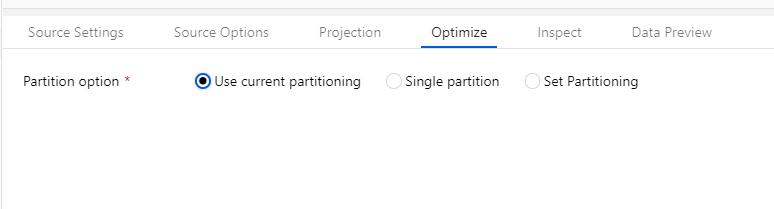 Source Settings Source Options Projection Optimize Inspect Data Preview
Partition option * Use current partitioning Single partition Set Partitioning